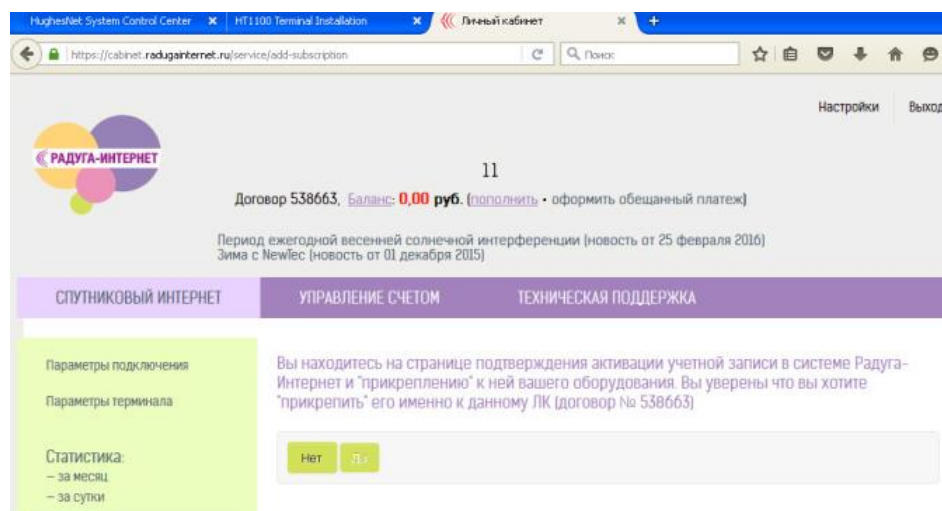 HughesNet System Control Center
HT1100 Terminal Installation
Личный кабинет
https://cabinet.radugainternet.ru/service/add-subscription
Поиск
Настройки
Выход
РАДУГА-ИНТЕРНЕТ
11
Договор 538663, Баланс: 0,00 руб. (пополнить • оформить обещанный платеж)
Период ежегодной весенней солнечной интерференции (новость от 25 февраля 2016)
Зима с NewTec (новость от 01 декабря 2015)
СПУТНИКОВЫЙ ИНТЕРНЕТ
УПРАВЛЕНИЕ СЧЕТОМ
ТЕХНИЧЕСКАЯ ПОДДЕРЖКА
Параметры подключения
Параметры терминала
Статистика:
– за месяц
– за сутки
Вы находитесь на странице подтверждения активации учетной записи в системе Радуга-
Интернет и "прикреплению" к ней вашего оборудования. Вы уверены что вы хотите
"прикрепить" его именно к данному ЛК (договор № 538663)
Нет
Да